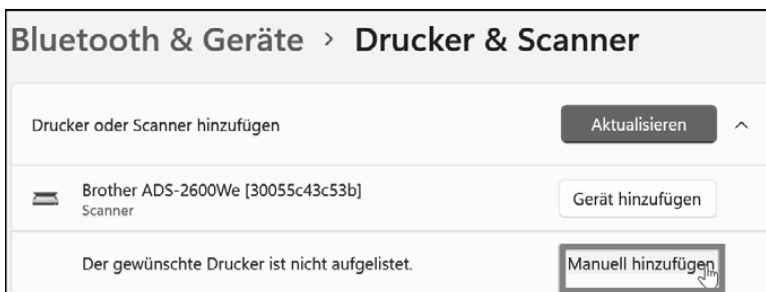 Bluetooth & Geräte > Drucker & Scanner
Drucker oder Scanner hinzufügen
Aktualisieren
Brother ADS-2600We [30055c43c53b]
Scanner
Gerät hinzufügen
Der gewünschte Drucker ist nicht aufgelistet.
Manuell hinzufügen